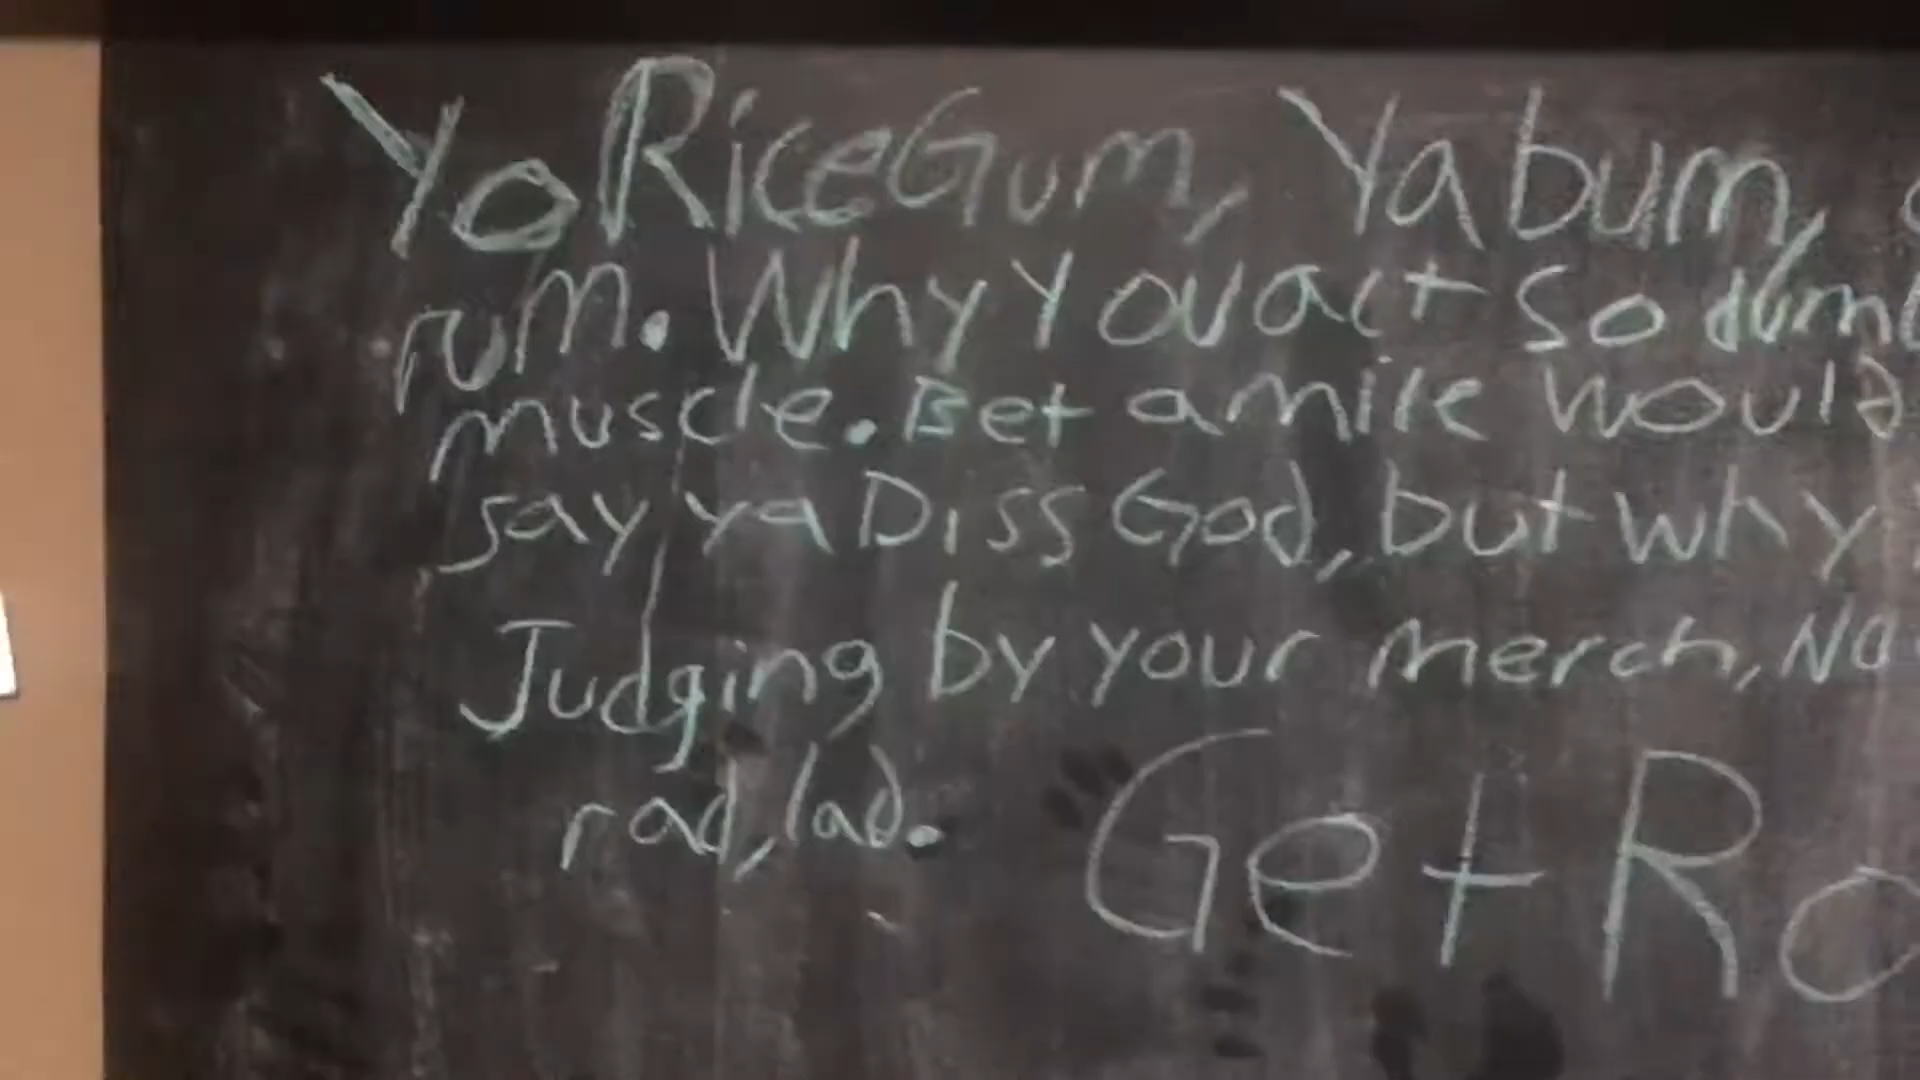 Yo RiceGum, Ya bum,
rum. Why You act so dumb
muscle. Bet a mile would
say ya Diss God, but why
Judging by your merch, No
rad, lad.
Get Ro